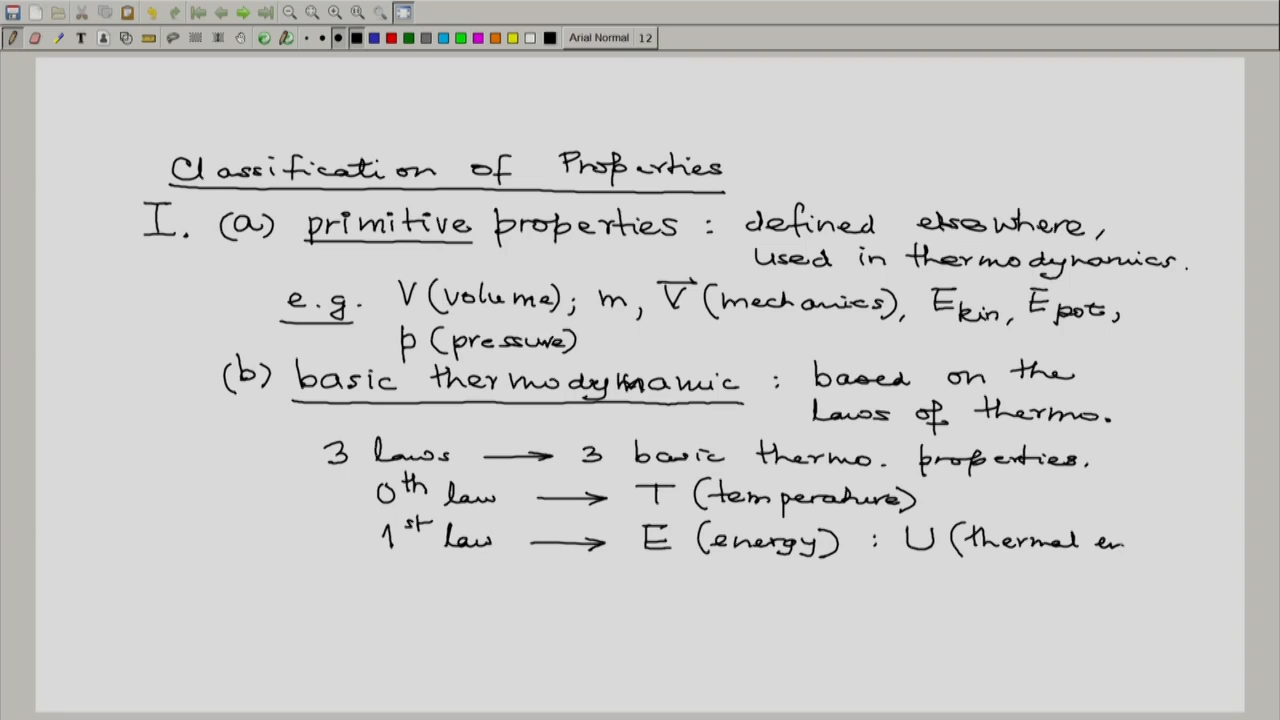 Arial Normal 12
Classification of Properties
I. (a) primitive properties : defined elsewhere,
used in thermodynamics.
e.g. V (volume); m, V⃗ (mechanics), E_kin, E_pot,
p (pressure)
(b) basic thermodynamic : based on the
Laws of thermo.
3 laws → 3 basic thermo. properties.
0th law → T (temperature)
1st law → E (energy) : U (thermal en